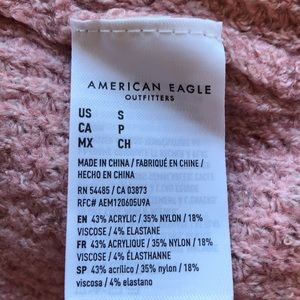 AMERICAN EAGLE
OUTFITTERS
US S
CA P
MX CH
MADE IN CHINA / FABRIQUÉ EN CHINE /
HECHO EN CHINA
RN 54485 / CA 03873
RFC# AEM120605U9A
EN 43% ACRYLIC / 35% NYLON / 18%
VISCOSE / 4% ELASTANE
FR 43% ACRYLIQUE / 35% NYLON / 18%
VISCOSE / 4% ÉLASTHANNE
SP 43% acrílico / 35% nylon / 18%
viscosa / 4% elastano